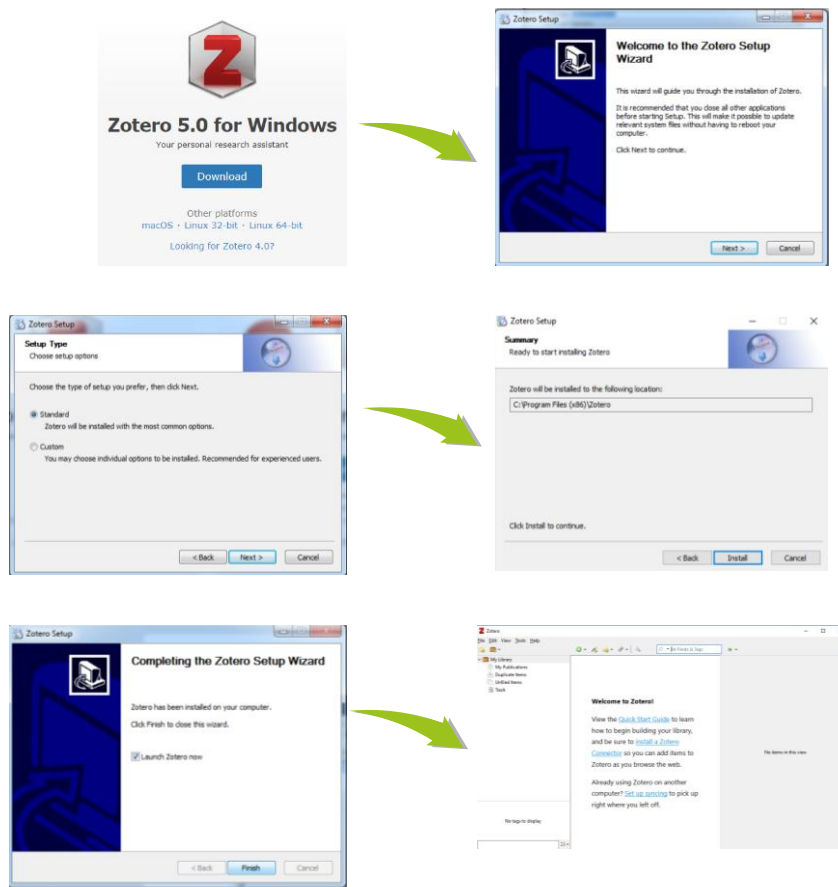 Z
Zotero 5.0 for Windows
Your personal research assistant
Download
Other platforms
macOS · Linux 32-bit · Linux 64-bit
Looking for Zotero 4.0?
Zotero Setup
Welcome to the Zotero Setup
Wizard
This wizard will guide you through the installation of Zotero.
It is recommended that you close all other applications
before starting Setup. This will make it possible to update
relevant system files without having to reboot your
computer.
Click Next to continue.
Next >
Cancel
Zotero Setup
Setup Type
Choose setup options
Choose the type of setup you prefer, then click Next.
Standard
Zotero will be installed with the most common options.
Custom
You may choose individual options to be installed. Recommended for experienced users.
< Back
Next >
Cancel
Zotero Setup
Summary
Ready to start installing Zotero
Zotero will be installed to the following location:
C:\Program Files (x86)\Zotero
Click Install to continue.
< Back
Install
Cancel
Zotero Setup
Completing the Zotero Setup Wizard
Zotero has been installed on your computer.
Click Finish to close this wizard.
Launch Zotero now
< Back
Finish
Cancel
Z Zotero
File Edit View Tools Help
My Library
My Publications
Duplicate Items
Unfiled Items
Trash
No tags to display
All Fields & Tags
Welcome to Zotero!
View the Quick Start Guide to learn
how to begin building your library,
and be sure to install a Zotero
Connector so you can add items to
Zotero as you browse the web.
Already using Zotero on another
computer? Set up syncing to pick up
right where you left off.
No items in this view